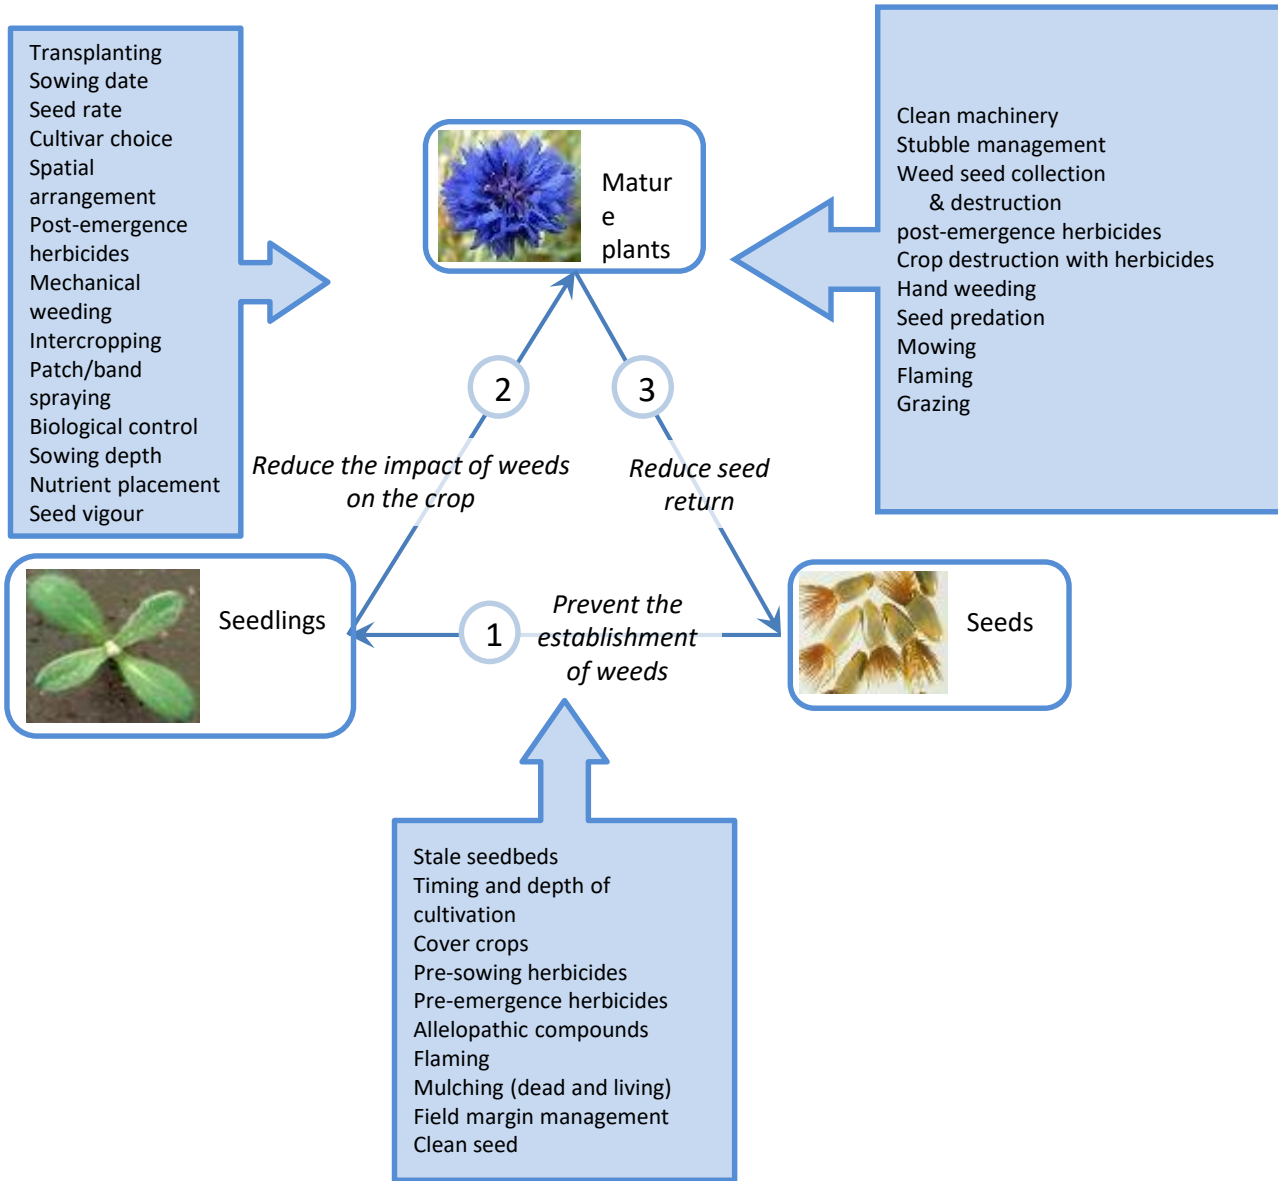 Transplanting
Sowing date
Seed rate
Cultivar choice
Spatial
arrangement
Post-emergence
herbicides
Mechanical
weeding
Intercropping
Patch/band
spraying
Biological control
Sowing depth
Nutrient placement
Seed vigour
Matur
e
plants
Clean machinery
Stubble management
Weed seed collection
& destruction
post-emergence herbicides
Crop destruction with herbicides
Hand weeding
Seed predation
Mowing
Flaming
Grazing
2
3
Reduce the impact of weeds
on the crop
Reduce seed
return
Seedlings
1
Prevent the
establishment
of weeds
Seeds
Stale seedbeds
Timing and depth of
cultivation
Cover crops
Pre-sowing herbicides
Pre-emergence herbicides
Allelopathic compounds
Flaming
Mulching (dead and living)
Field margin management
Clean seed